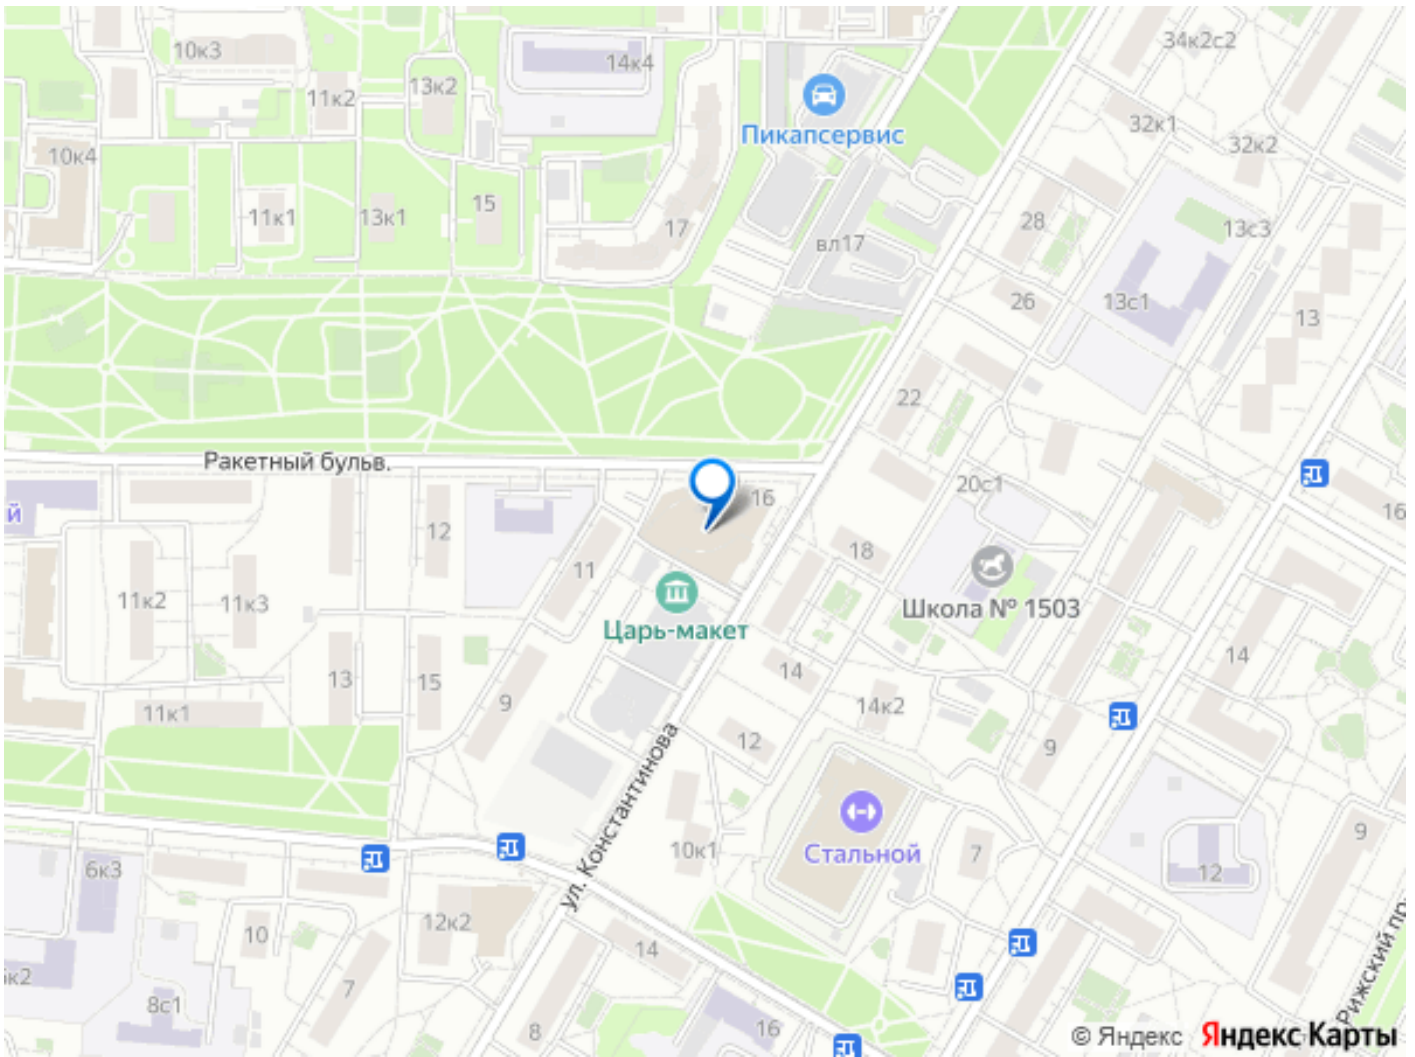 34к2с2
10к3
14к4
13к2
11к2
Пикапсервис
32к1
32к2
10к4
15
11к1
13к1
17
28
13с3
вл17
26
13с1
13
22
Ракетный бульв.
16
20с1
й
16
12
18
11
11к2
11к3
Школа № 1503
Царь-макет
14
14
13
15
9
14к2
11к1
12
9
ул. Константинова
10к1
Стальной
7
9
6к3
12
12к2
10
14
7
8с1
16
8
Рижский пр
© Яндекс Яндекс Карты